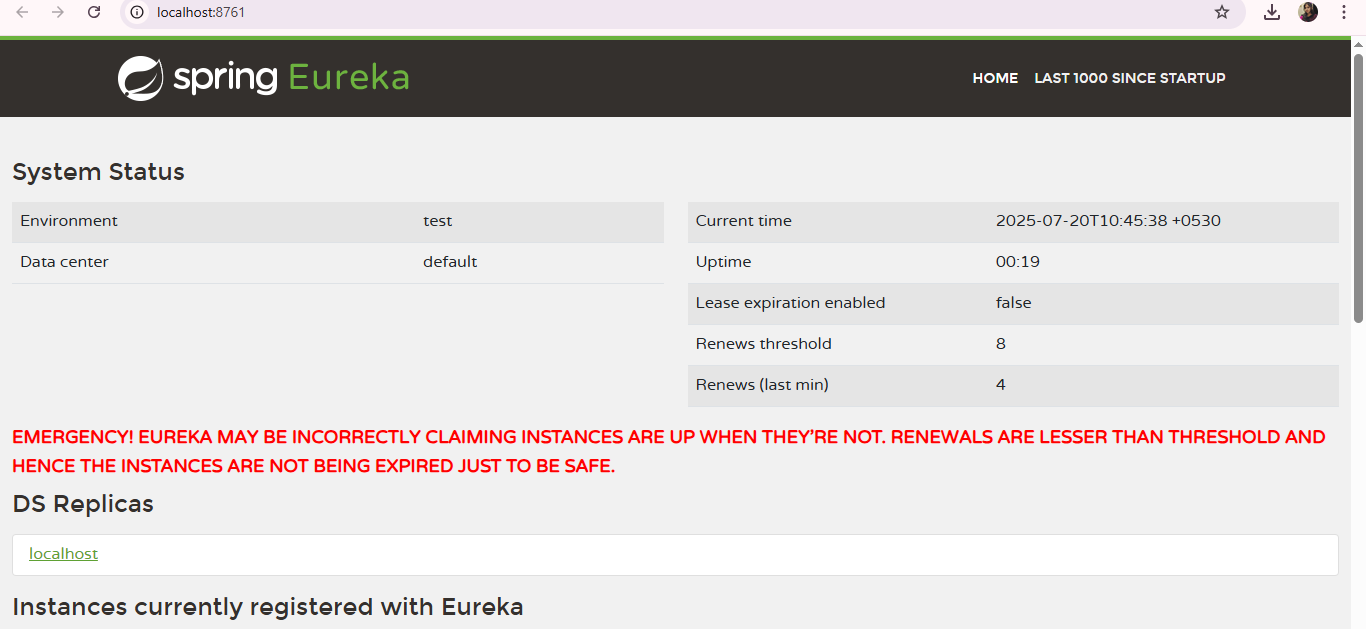 localhost:8761
spring Eureka
HOME LAST 1000 SINCE STARTUP
System Status
Environment test
Data center default
Current time 2025-07-20T10:45:38 +0530
Uptime 00:19
Lease expiration enabled false
Renews threshold 8
Renews (last min) 4
EMERGENCY! EUREKA MAY BE INCORRECTLY CLAIMING INSTANCES ARE UP WHEN THEY'RE NOT. RENEWALS ARE LESSER THAN THRESHOLD AND
HENCE THE INSTANCES ARE NOT BEING EXPIRED JUST TO BE SAFE.
DS Replicas
localhost
Instances currently registered with Eureka